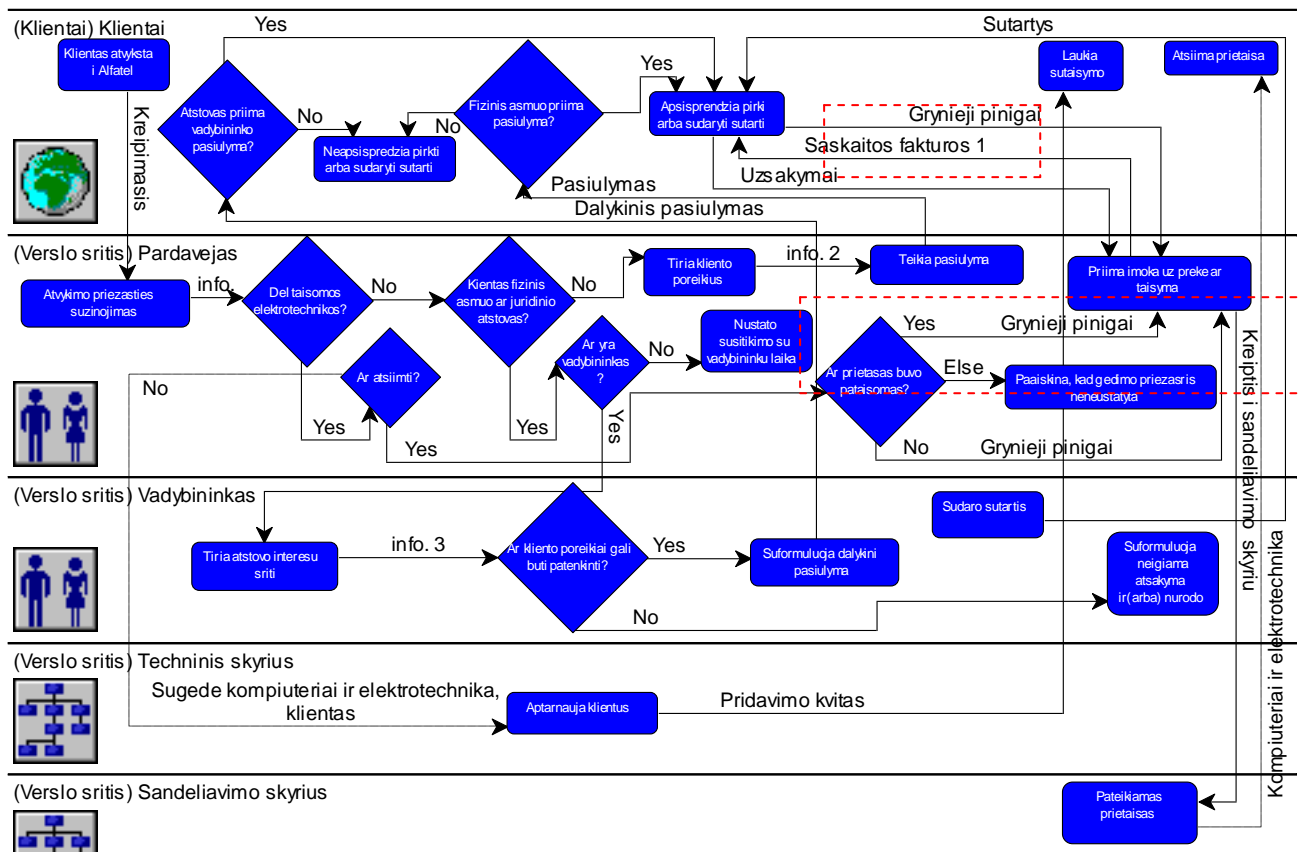 (Klientai) Klientai
Yes
Sutartys
Klientas atvyksta
i Alfatel
Laukia
sutaisymo
Atsiima prietaisa
Atstovas priima
vadybininko
pasiulyma?
No
Neapsispredzia pirkti
arba sudaryti sutarti
No
Fizinis asmuo priima
pasiulyma?
Yes
Apsisprendzia pirki
arba sudaryti sutarti
Grynieji pinigai
Saskaitos fakturos 1
Uzsakymai
Kreipimasis
Pasiulymas
Dalykinis pasiulymas
(Verslo sritis) Pardavejas
Atvykimo priezasties
suzinojimas
info.
Del taisomos
elektrotechnikos?
No
Kientas fizinis
asmuo ar juridinio
atstovas?
No
Tiria kliento
poreikius
info. 2
Teikia pasiulyma
Priima imoka uz preke ar
taisyma
No
Ar atsiimti?
Yes
Yes
Ar yra
vadybininkas
?
Yes
No
Yes
Nustato
susitikimo su
vadybininku laika
Ar prietasas buvo
pataisomas?
Yes
Grynieji pinigai
Else
Paaiskina, kad gedimo priezasris
neneustatyta
No
Grynieji pinigai
Kreiptis i sandeliavimo skyriu
(Verslo sritis) Vadybininkas
Tiria atstovo interesu
sriti
info. 3
Ar kliento poreikiai gali
buti patenkinti?
Yes
Suformuluoja dalykini
pasiulyma
No
Sudaro sutartis
Suformuluoja
neigiama
atsakyma
ir(arba) nurodo
Kompiuteriai ir elektrotechnika
(Verslo sritis) Techninis skyrius
Sugede kompiuteriai ir elektrotechnika,
klientas
Aptarnauja klientus
Pridavimo kvitas
(Verslo sritis) Sandeliavimo skyrius
Pateikiamas
prietaisas